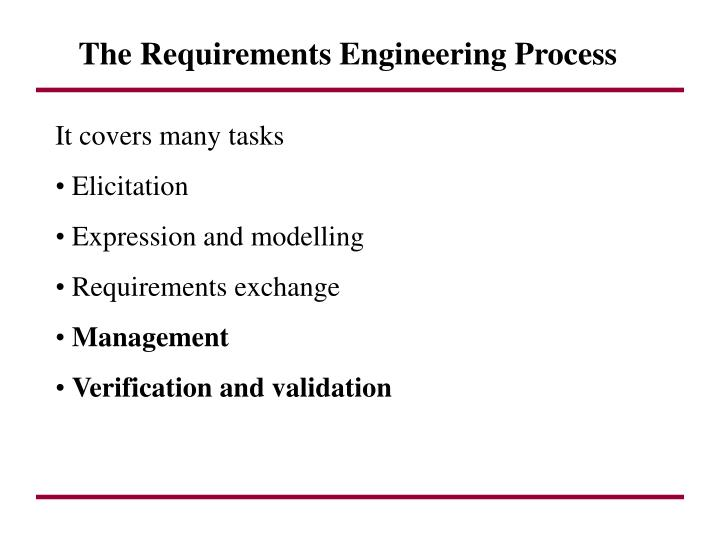 The Requirements Engineering Process
It covers many tasks
• Elicitation
• Expression and modelling
• Requirements exchange
• Management
• Verification and validation